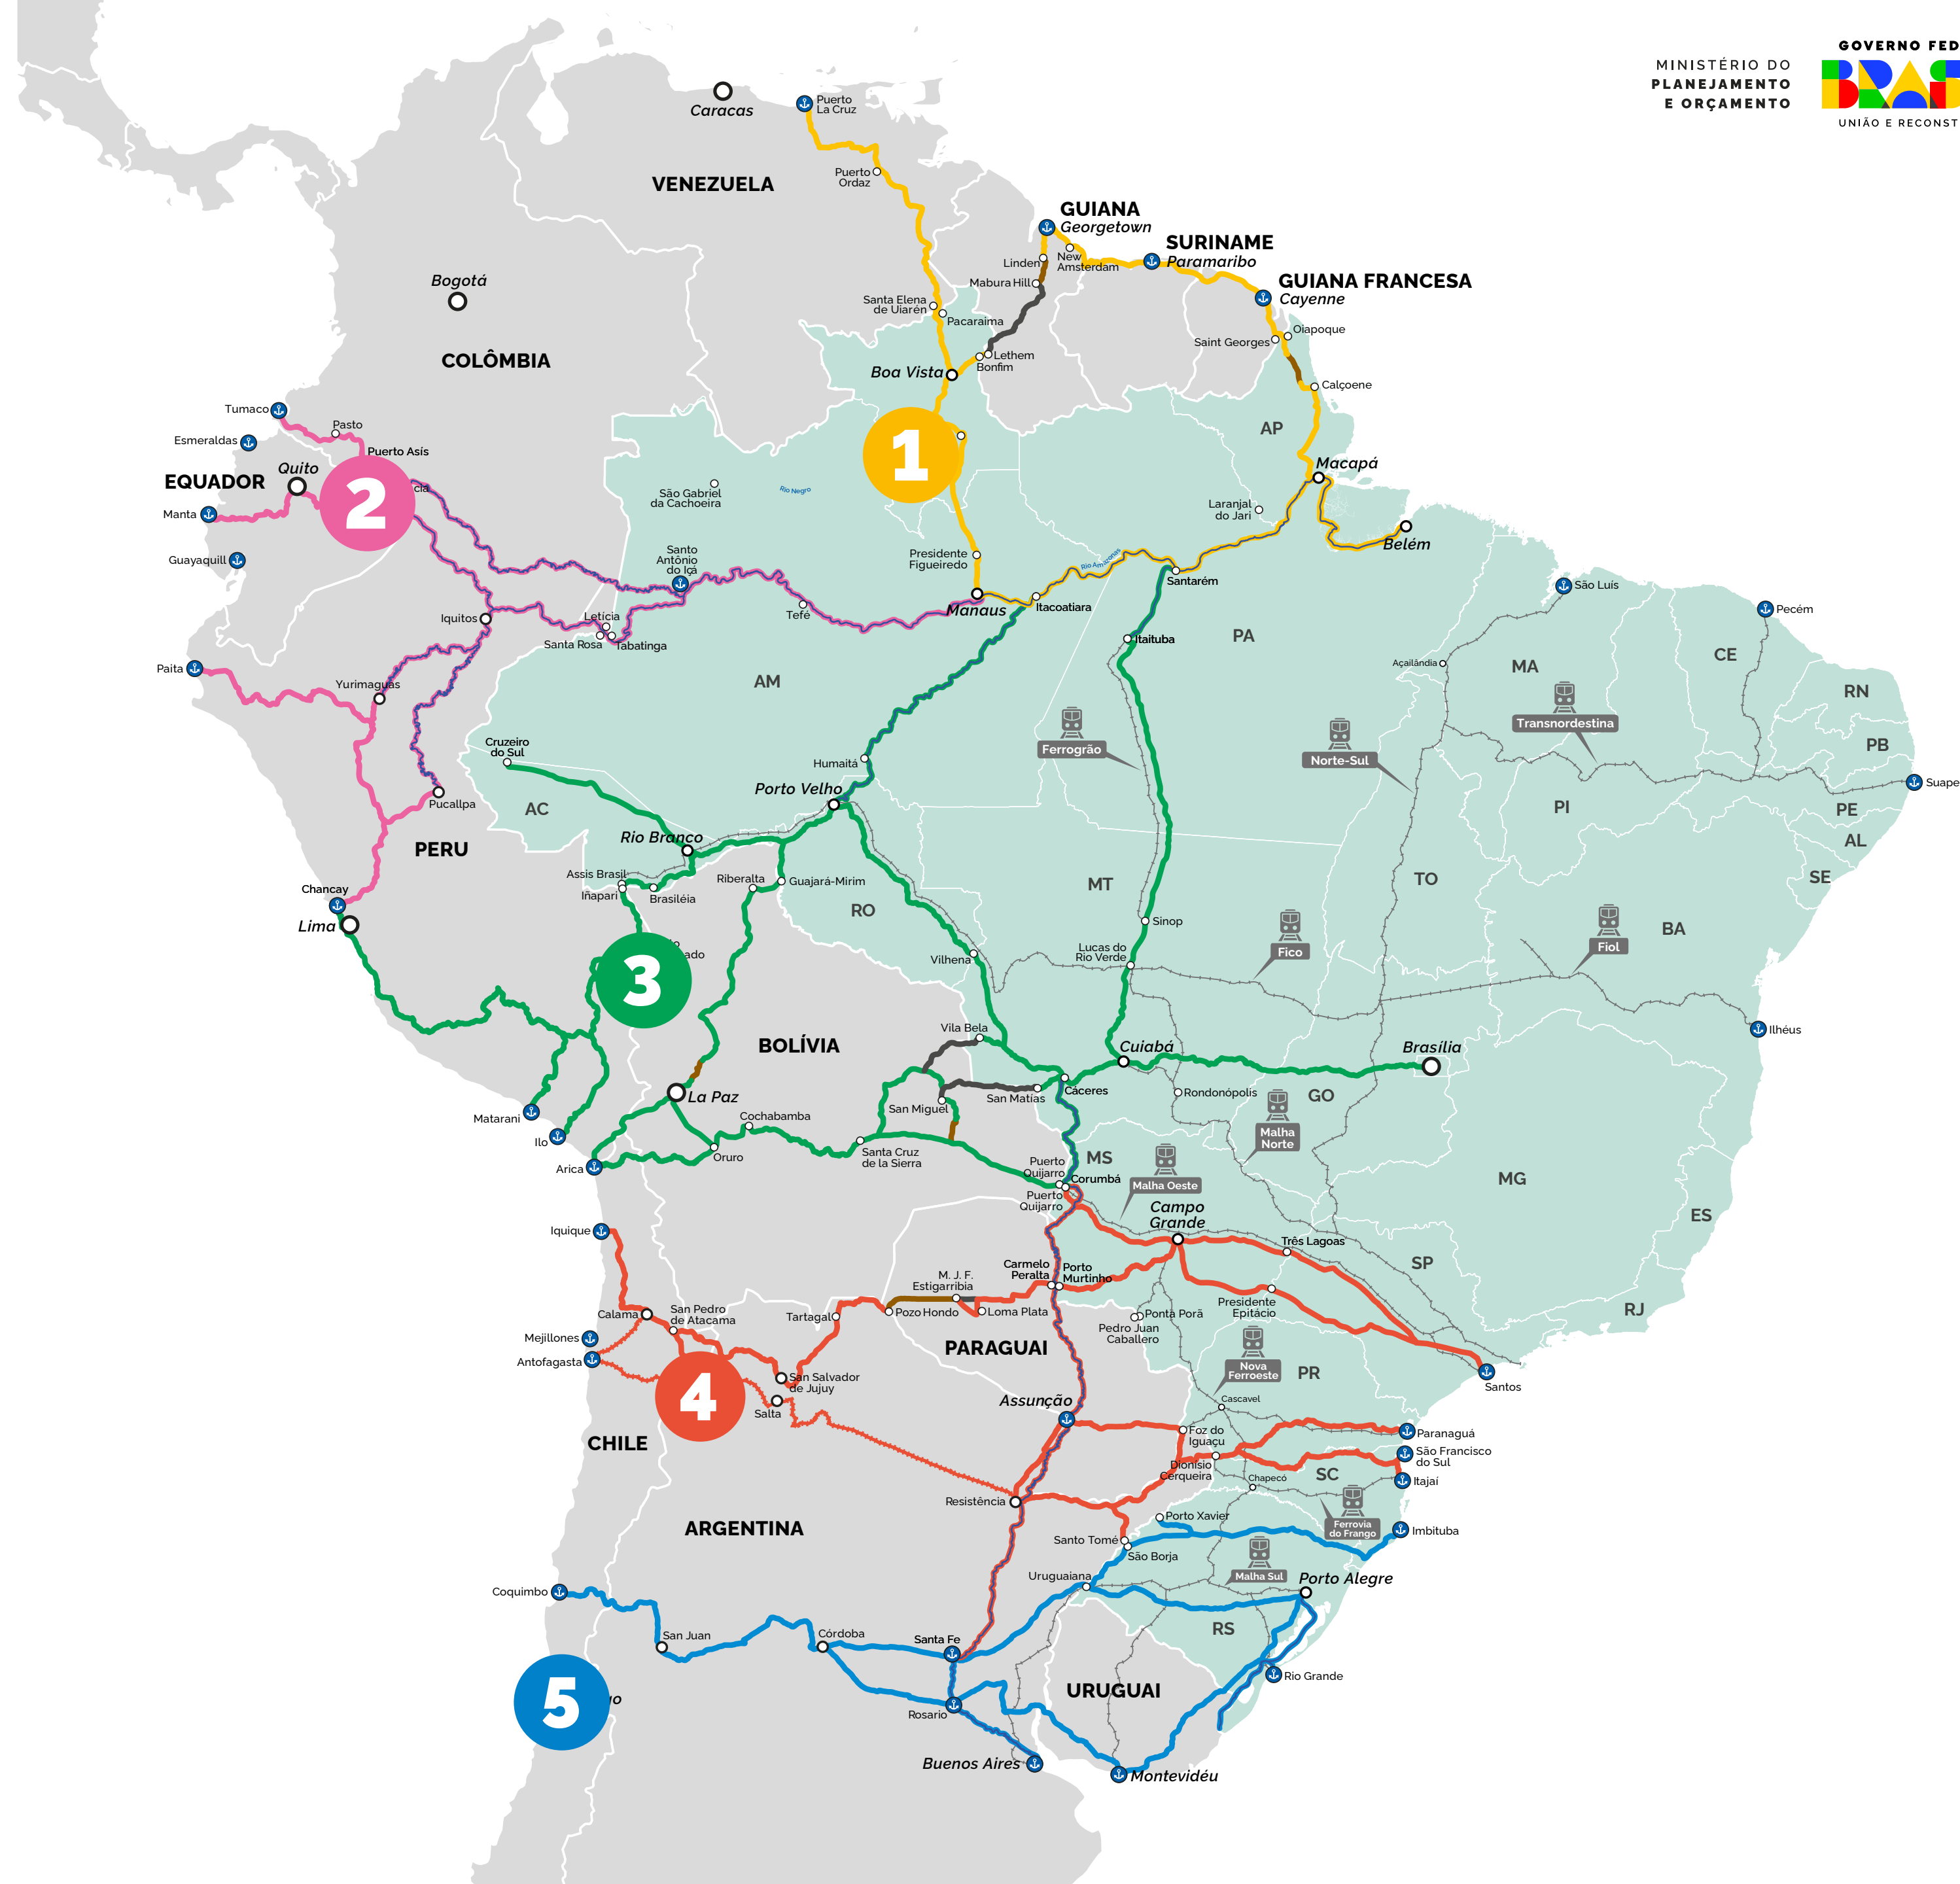 GOVERNO FED
MINISTÉRIO DO
PLANEJAMENTO
E ORÇAMENTO
BRAS
UNIÃO E RECONST
Caracas
Puerto
La Cruz
VENEZUELA
Puerto
Ordaz
GUIANA
Georgetown
SURINAME
Paramaribo
New
Amsterdam
Linden
Mabura Hill
GUIANA FRANCESA
Cayenne
Bogotá
Santa Elena
de Uiarén
Pacaraima
Oiapoque
Saint Georges
COLÔMBIA
Lethem
Bonfim
Boa Vista
Calçoene
Tumaco
Pasto
Esmeraldas
Puerto Asís
AP
1
EQUADOR
Quito
2
Macapá
Manta
São Gabriel
da Cachoeira
Rio Negro
Laranjal
do Jari
Belém
Guayaquill
Santo
Antônio
do Içá
Presidente
Figueiredo
Rio Amazonas
Santarém
São Luís
Pecém
Manaus
Itacoatiara
Tefé
Iquitos
Letícia
Santa Rosa
Tabatinga
Itaituba
PA
Paita
Yurimaguas
AM
Açailândia
MA
CE
RN
Transnordestina
Ferrogrão
Norte-Sul
PB
Cruzeiro
do Sul
Humaitá
Suape
Porto Velho
Pucallpa
AC
PI
PE
Rio Branco
PERU
AL
Assis Brasil
Iñapari
Brasiléia
Riberalta
Guajará-Mirim
Chancay
MT
TO
SE
RO
Lima
Sinop
BA
Fico
Fiol
3
Lucas do
Rio Verde
Vilhena
Vila Bela
Ilhéus
BOLÍVIA
Cuiabá
Brasília
La Paz
Cáceres
San Matías
Rondonópolis
GO
San Miguel
Matarani
Cochabamba
Ilo
Malha
Norte
Arica
Oruro
Santa Cruz
de la Sierra
Puerto
Quijarro
MS
Corumbá
Puerto
Quijarro
Malha Oeste
MG
Campo
Grande
ES
Iquique
Três Lagoas
Carmelo
Peralta
Porto
Murtinho
SP
M. J. F.
Estigarribia
Pozo Hondo
Loma Plata
Calama
San Pedro
de Atacama
Tartagal
Presidente
Epitácio
RJ
Ponta Porã
Pedro Juan
Caballero
Mejillones
PARAGUAI
Antofagasta
Nova
Ferroeste
PR
San Salvador
de Jujuy
4
Santos
Salta
Assunção
Cascavel
CHILE
Foz do
Iguaçu
Paranaguá
São Francisco
do Sul
Dionísio
Cerqueira
Chapecó
SC
Itajaí
Resistência
Porto Xavier
Ferrovia
do Frango
Imbituba
ARGENTINA
Santo Tomé
São Borja
Uruguaiana
Malha Sul
Porto Alegre
Coquimbo
San Juan
Córdoba
Santa Fe
RS
Rio Grande
5
URUGUAI
Rosario
Buenos Aires
Montevidéu